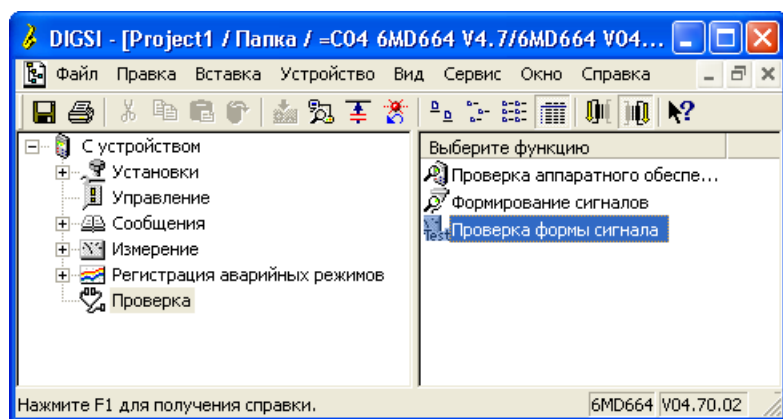 DIGSI - [Project1 / Папка / =C04 6MD664 V4.7/6MD664 V04...
Файл Правка Вставка Устройство Вид Сервис Окно Справка
С устройством
Установки
Управление
Сообщения
Измерение
Регистрация аварийных режимов
Проверка
Выберите функцию
Проверка аппаратного обеспе...
Формирование сигналов
Test Проверка формы сигнала
Нажмите F1 для получения справки.
6MD664 V04.70.02